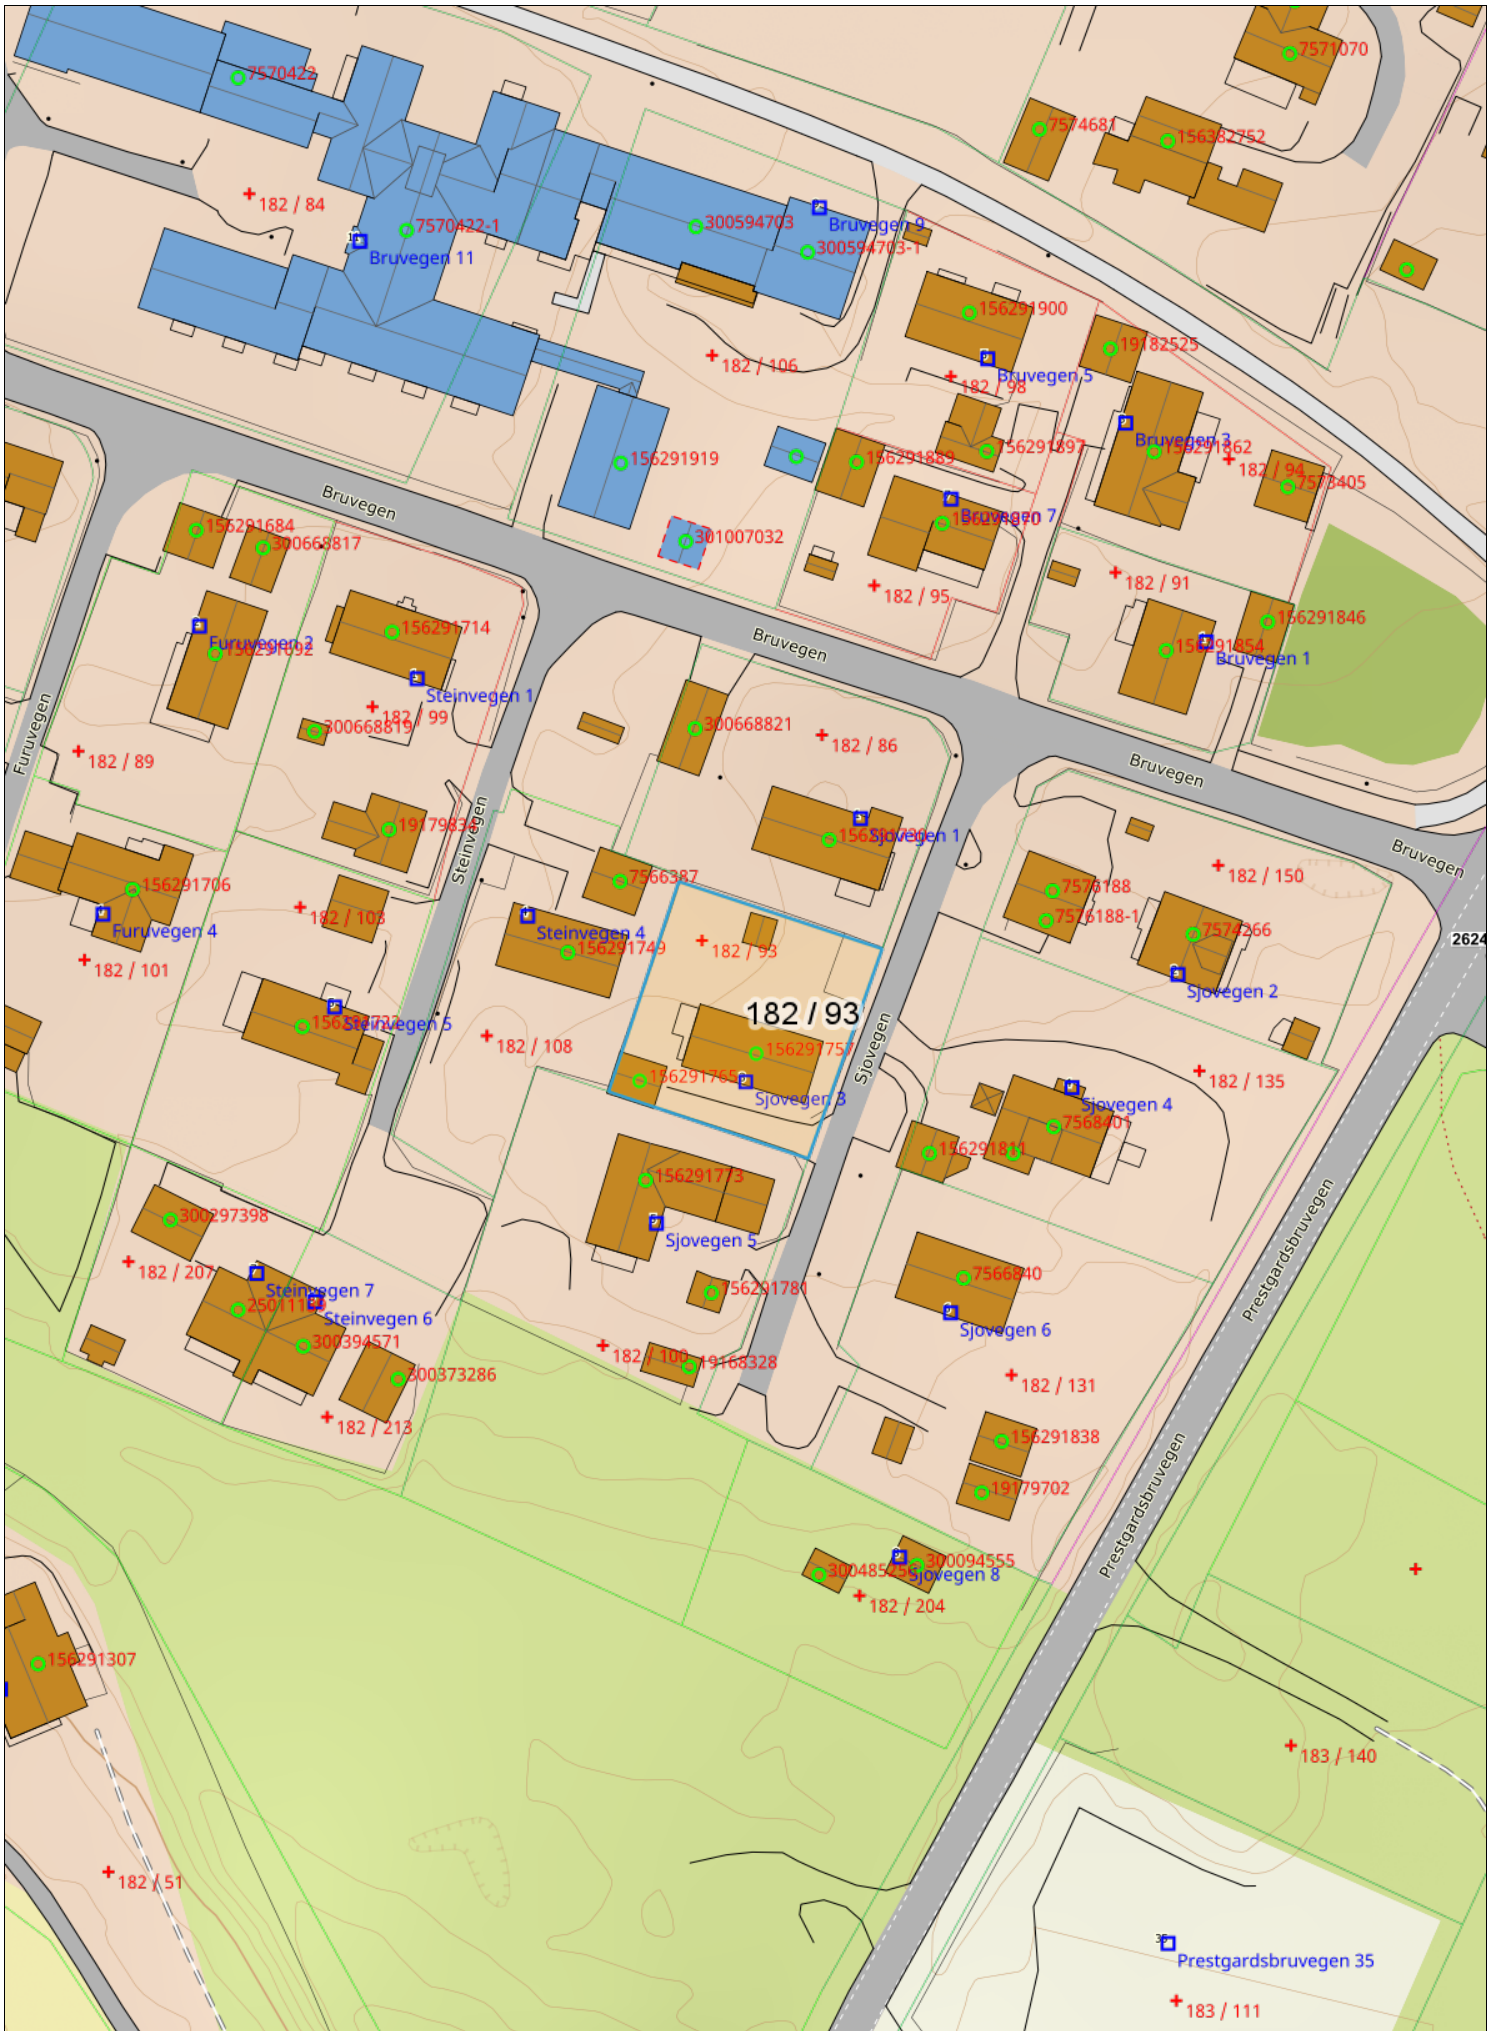 7570422
7571070
7574681
156382752
182 / 84
7570422-1
Bruvegen 11
300594703
Bruvegen 9
300594703-1
156291900
19182525
182 / 106
Bruvegen 5
182 / 98
Bruvegen 3
156291862
182 / 94
7573405
156291919
156291889
156291897
Bruvegen
Bruvegen 7
301007032
156291684
300668817
182 / 95
182 / 91
156291846
Furuvegen 2
156291692
156291714
Steinvegen 1
Bruvegen
156291854
Bruvegen 1
Furuvegen
182 / 99
300668819
300668821
182 / 86
182 / 89
Bruvegen
19179834
Steinvegen
Sjovegen 1
Bruvegen
156291706
7566387
7576188
182 / 150
Furuvegen 4
182 / 103
Steinvegen 4
156291749
182 / 93
7576188-1
7574266
2624
182 / 101
Sjovegen 2
182 / 93
Steinvegen 5
182 / 108
156291757
Sjovegen
182 / 135
156291765
Sjovegen 3
Sjovegen 4
7568401
156291811
156291773
300297398
Sjovegen 5
Prestgardsbruvegen
182 / 207
Steinvegen 7
Steinvegen 6
300394571
156291781
7566840
Sjovegen 6
182 / 100
19168328
300373286
182 / 131
182 / 213
156291838
19179702
Prestgardsbruvegen
300094555
Sjovegen 8
182 / 204
156291307
183 / 140
182 / 51
35
Prestgardsbruvegen 35
183 / 111